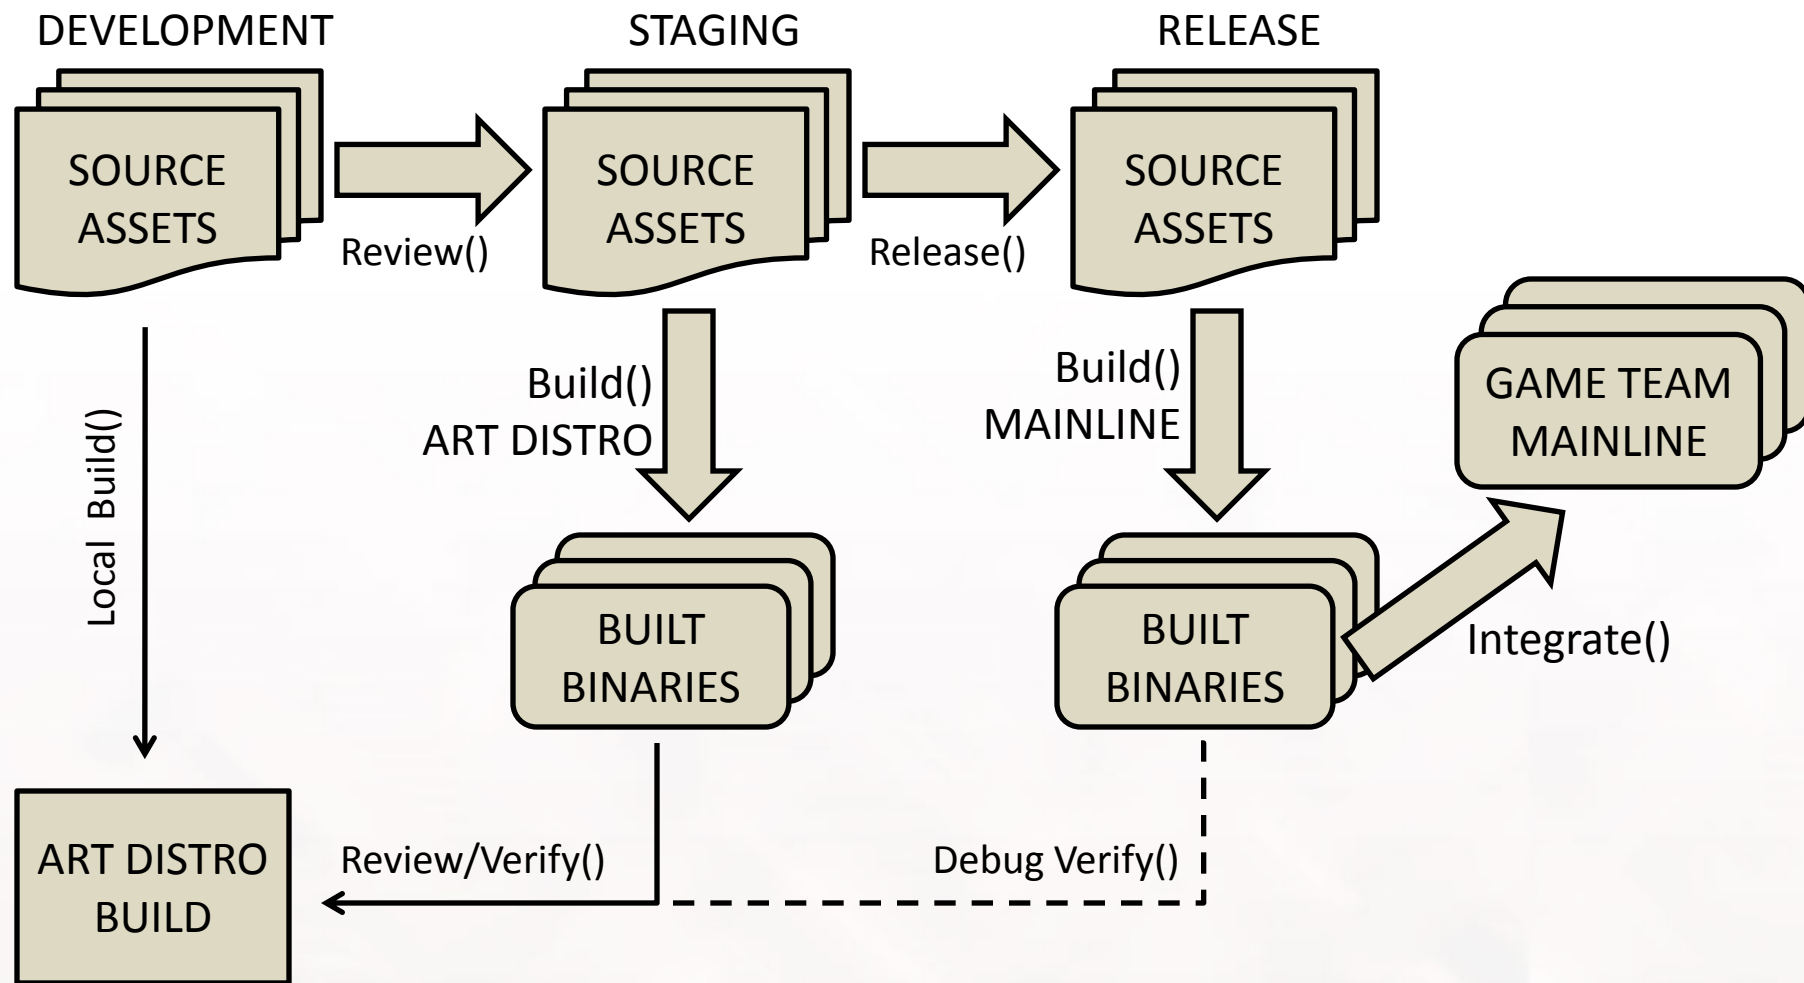 DEVELOPMENT
STAGING
RELEASE
SOURCE
ASSETS
Review()
SOURCE
ASSETS
Release()
SOURCE
ASSETS
Local Build()
Build()
ART DISTRO
Build()
MAINLINE
GAME TEAM
MAINLINE
BUILT
BINARIES
BUILT
BINARIES
Integrate()
ART DISTRO
BUILD
Review/Verify()
Debug Verify()